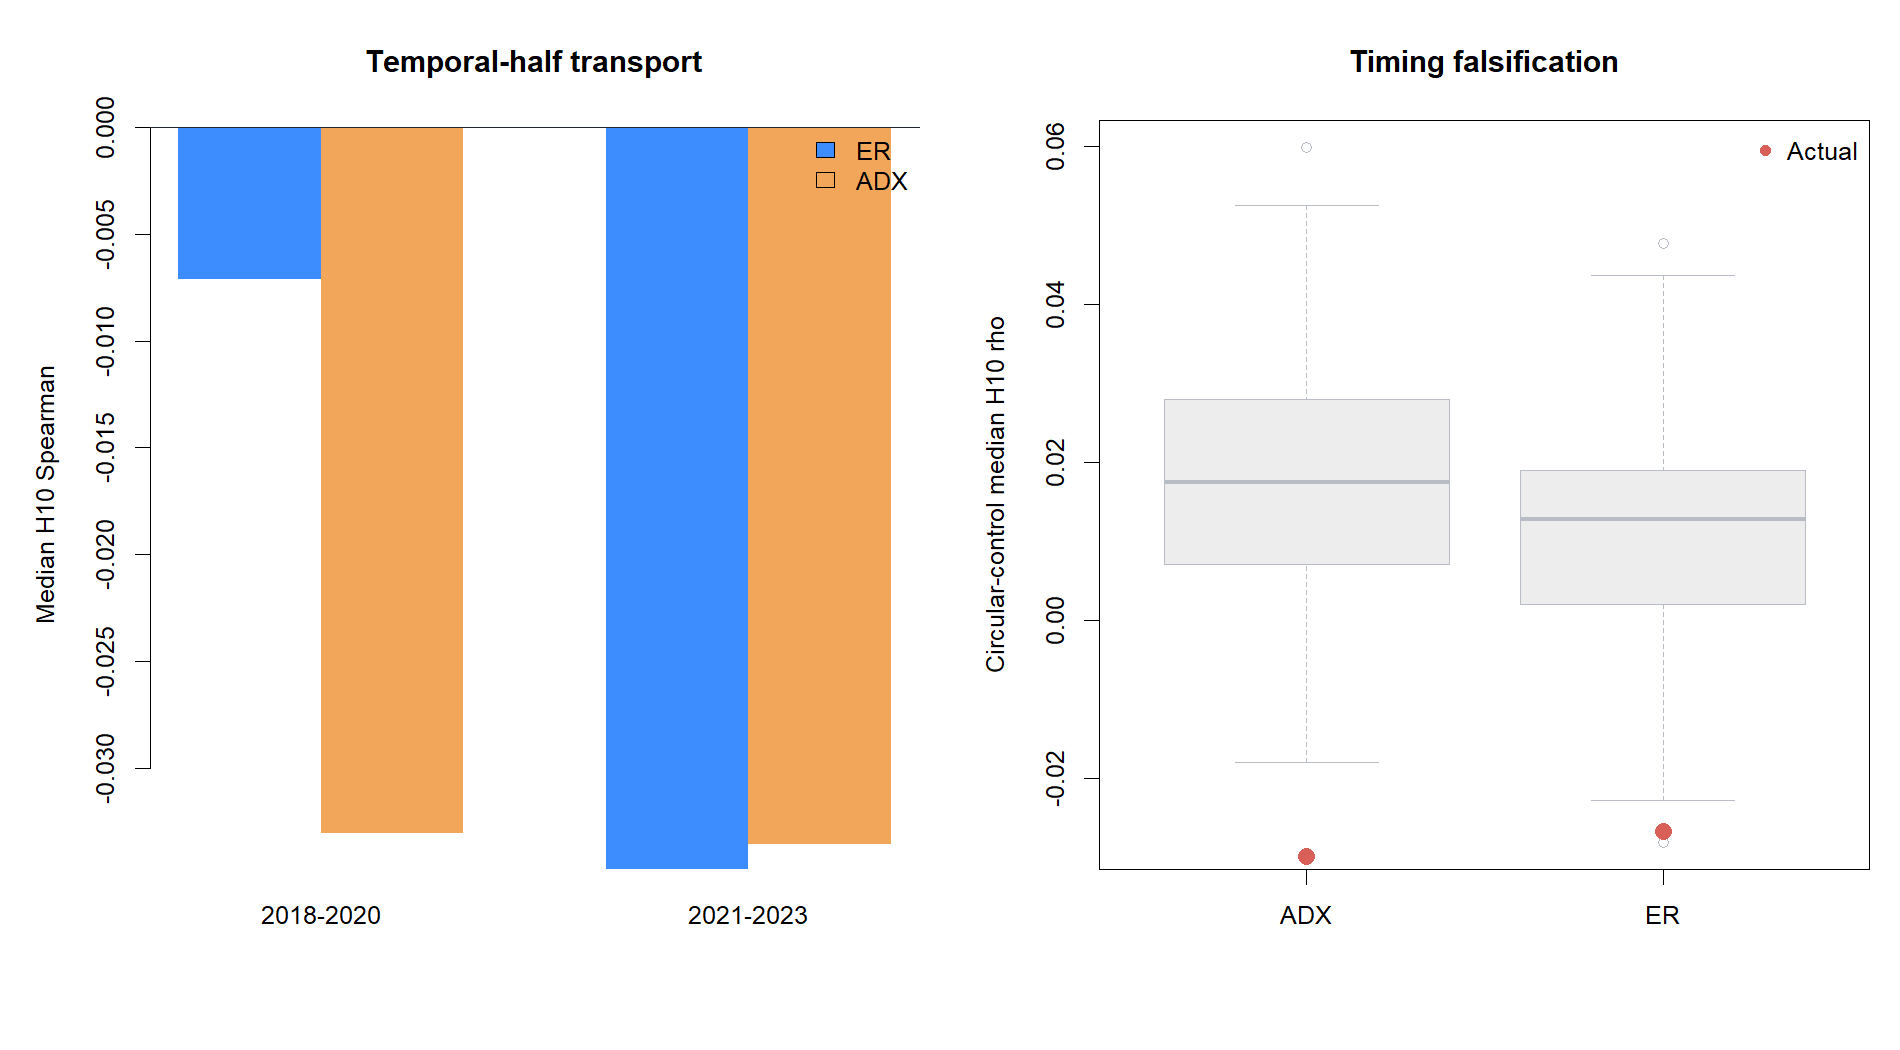 Temporal-half transport
Median H10 Spearman
0.000
-0.005
-0.010
-0.015
-0.020
-0.025
-0.030
ER
ADX
2018-2020
2021-2023
Timing falsification
Circular-control median H10 rho
0.06
0.04
0.02
0.00
-0.02
Actual
ADX
ER